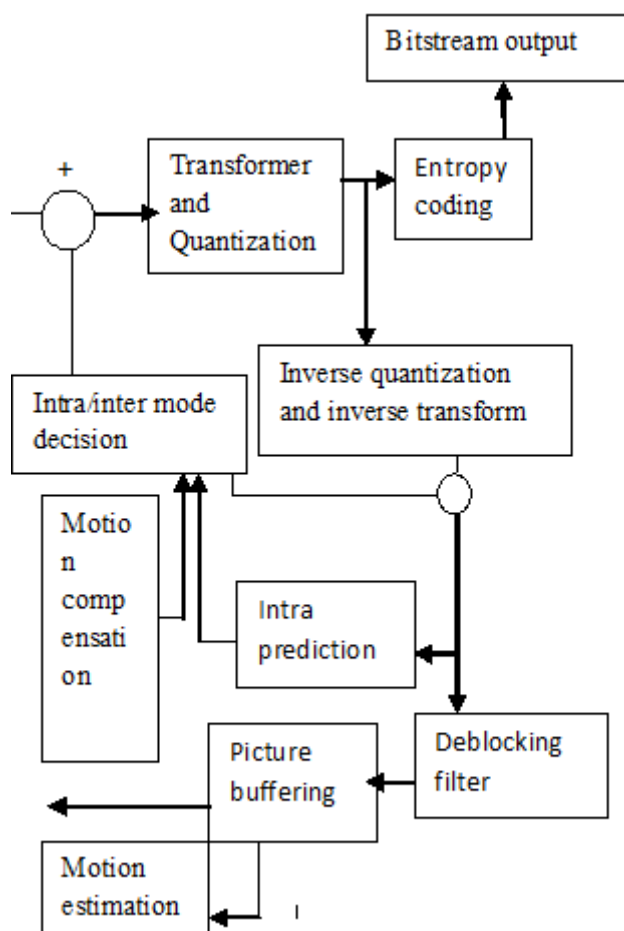 Bitstream output
+
Transformer
and
Quantization
Entropy
coding
Inverse quantization
and inverse transform
Intra/inter mode
decision
Motio
n
comp
ensati
on
Intra
prediction
Deblocking
filter
Picture
buffering
Motion
estimation